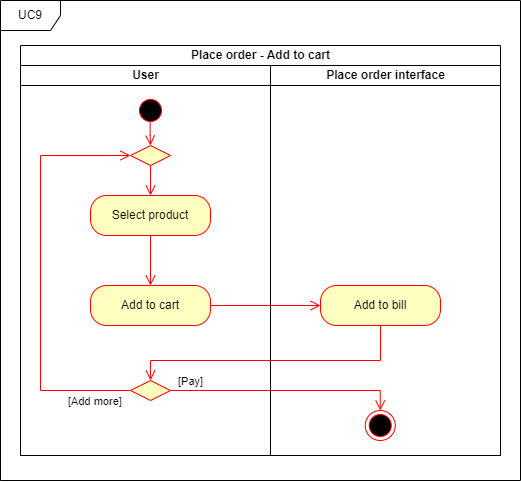 UC9
Place order - Add to cart
User
Place order interface
Select product
Add to cart
Add to bill
[Pay]
[Add more]